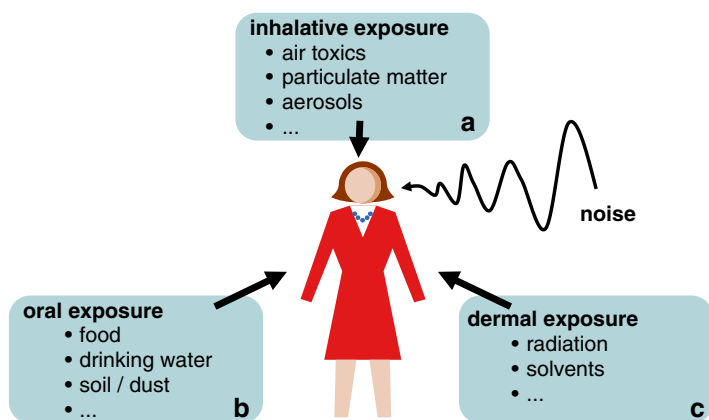 inhalative exposure
• air toxics
• particulate matter
• aerosols
• ...
a
noise
oral exposure
• food
• drinking water
• soil / dust
• ...
b
dermal exposure
• radiation
• solvents
• ...
c